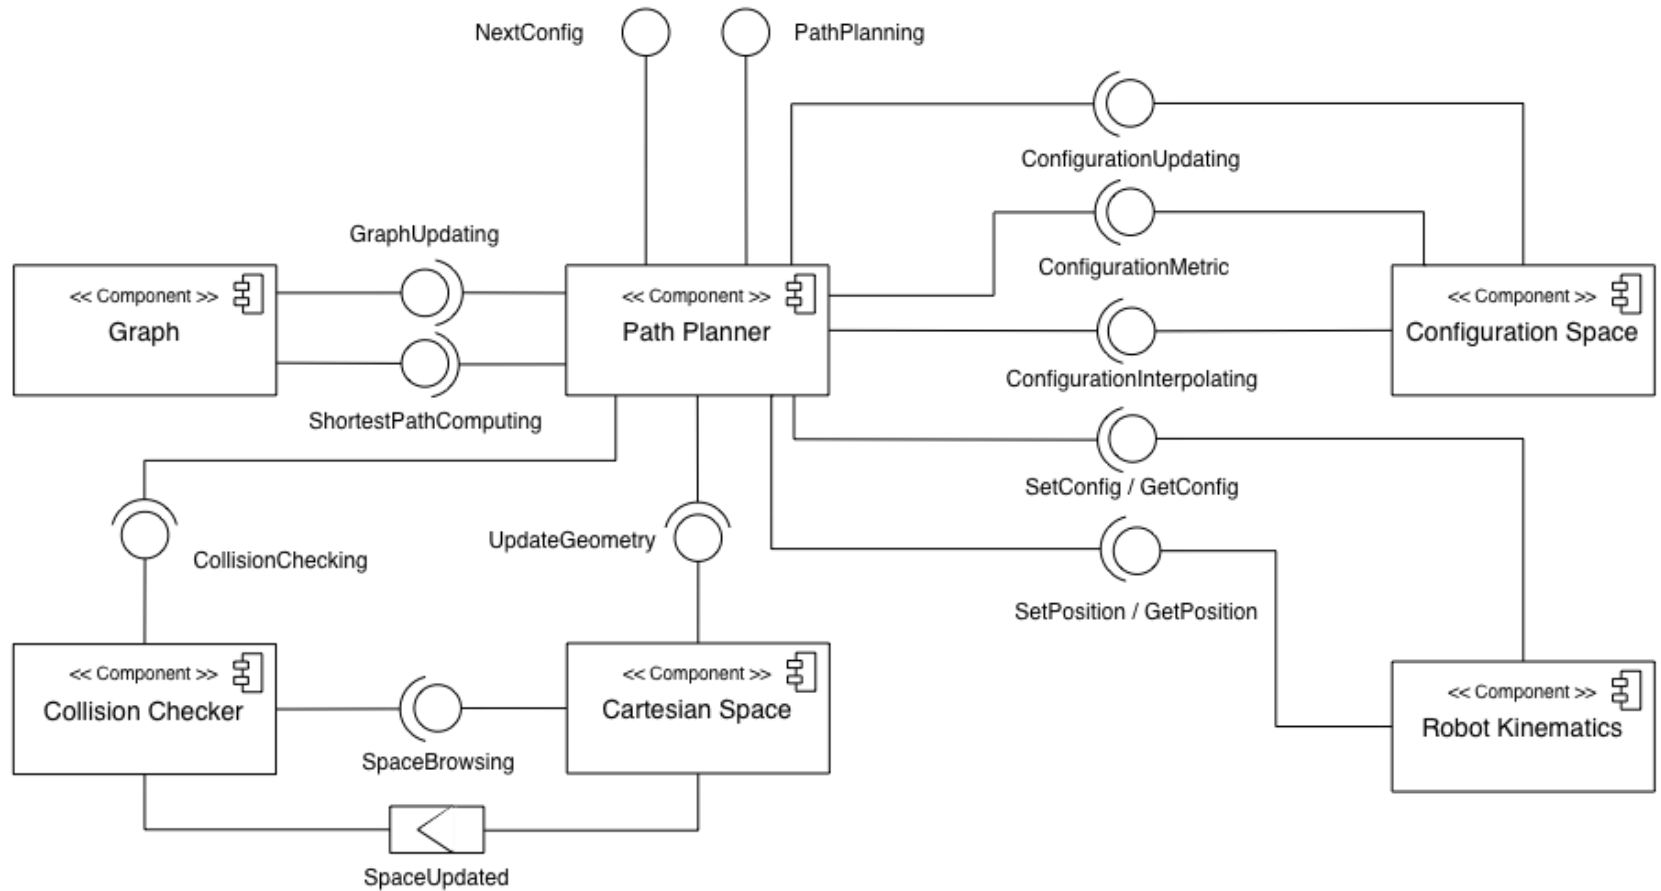 NextConfig
PathPlanning
ConfigurationUpdating
GraphUpdating
ConfigurationMetric
<< Component >>
Graph
<< Component >>
Path Planner
<< Component >>
Configuration Space
ConfigurationInterpolating
ShortestPathComputing
SetConfig / GetConfig
CollisionChecking
UpdateGeometry
SetPosition / GetPosition
<< Component >>
Collision Checker
<< Component >>
Cartesian Space
<< Component >>
Robot Kinematics
SpaceBrowsing
SpaceUpdated